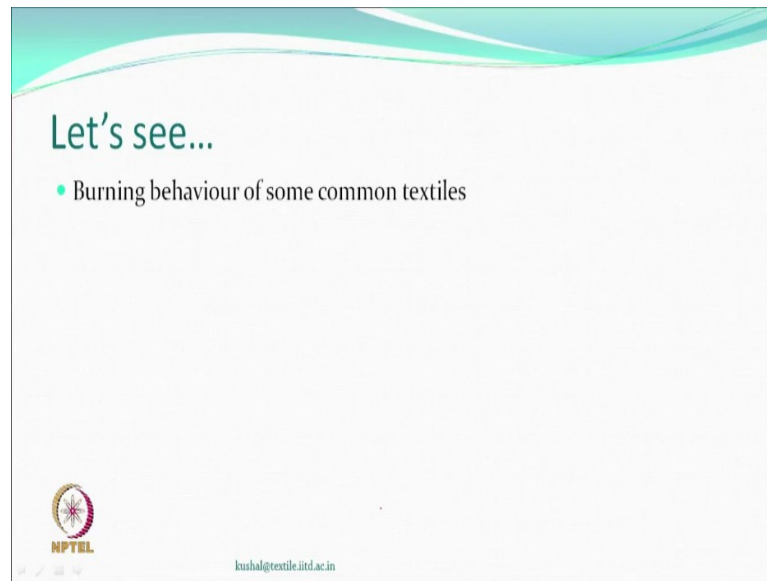 Let's see...
• Burning behaviour of some common textiles
NPTEL
kushal@textile.iitd.ac.in